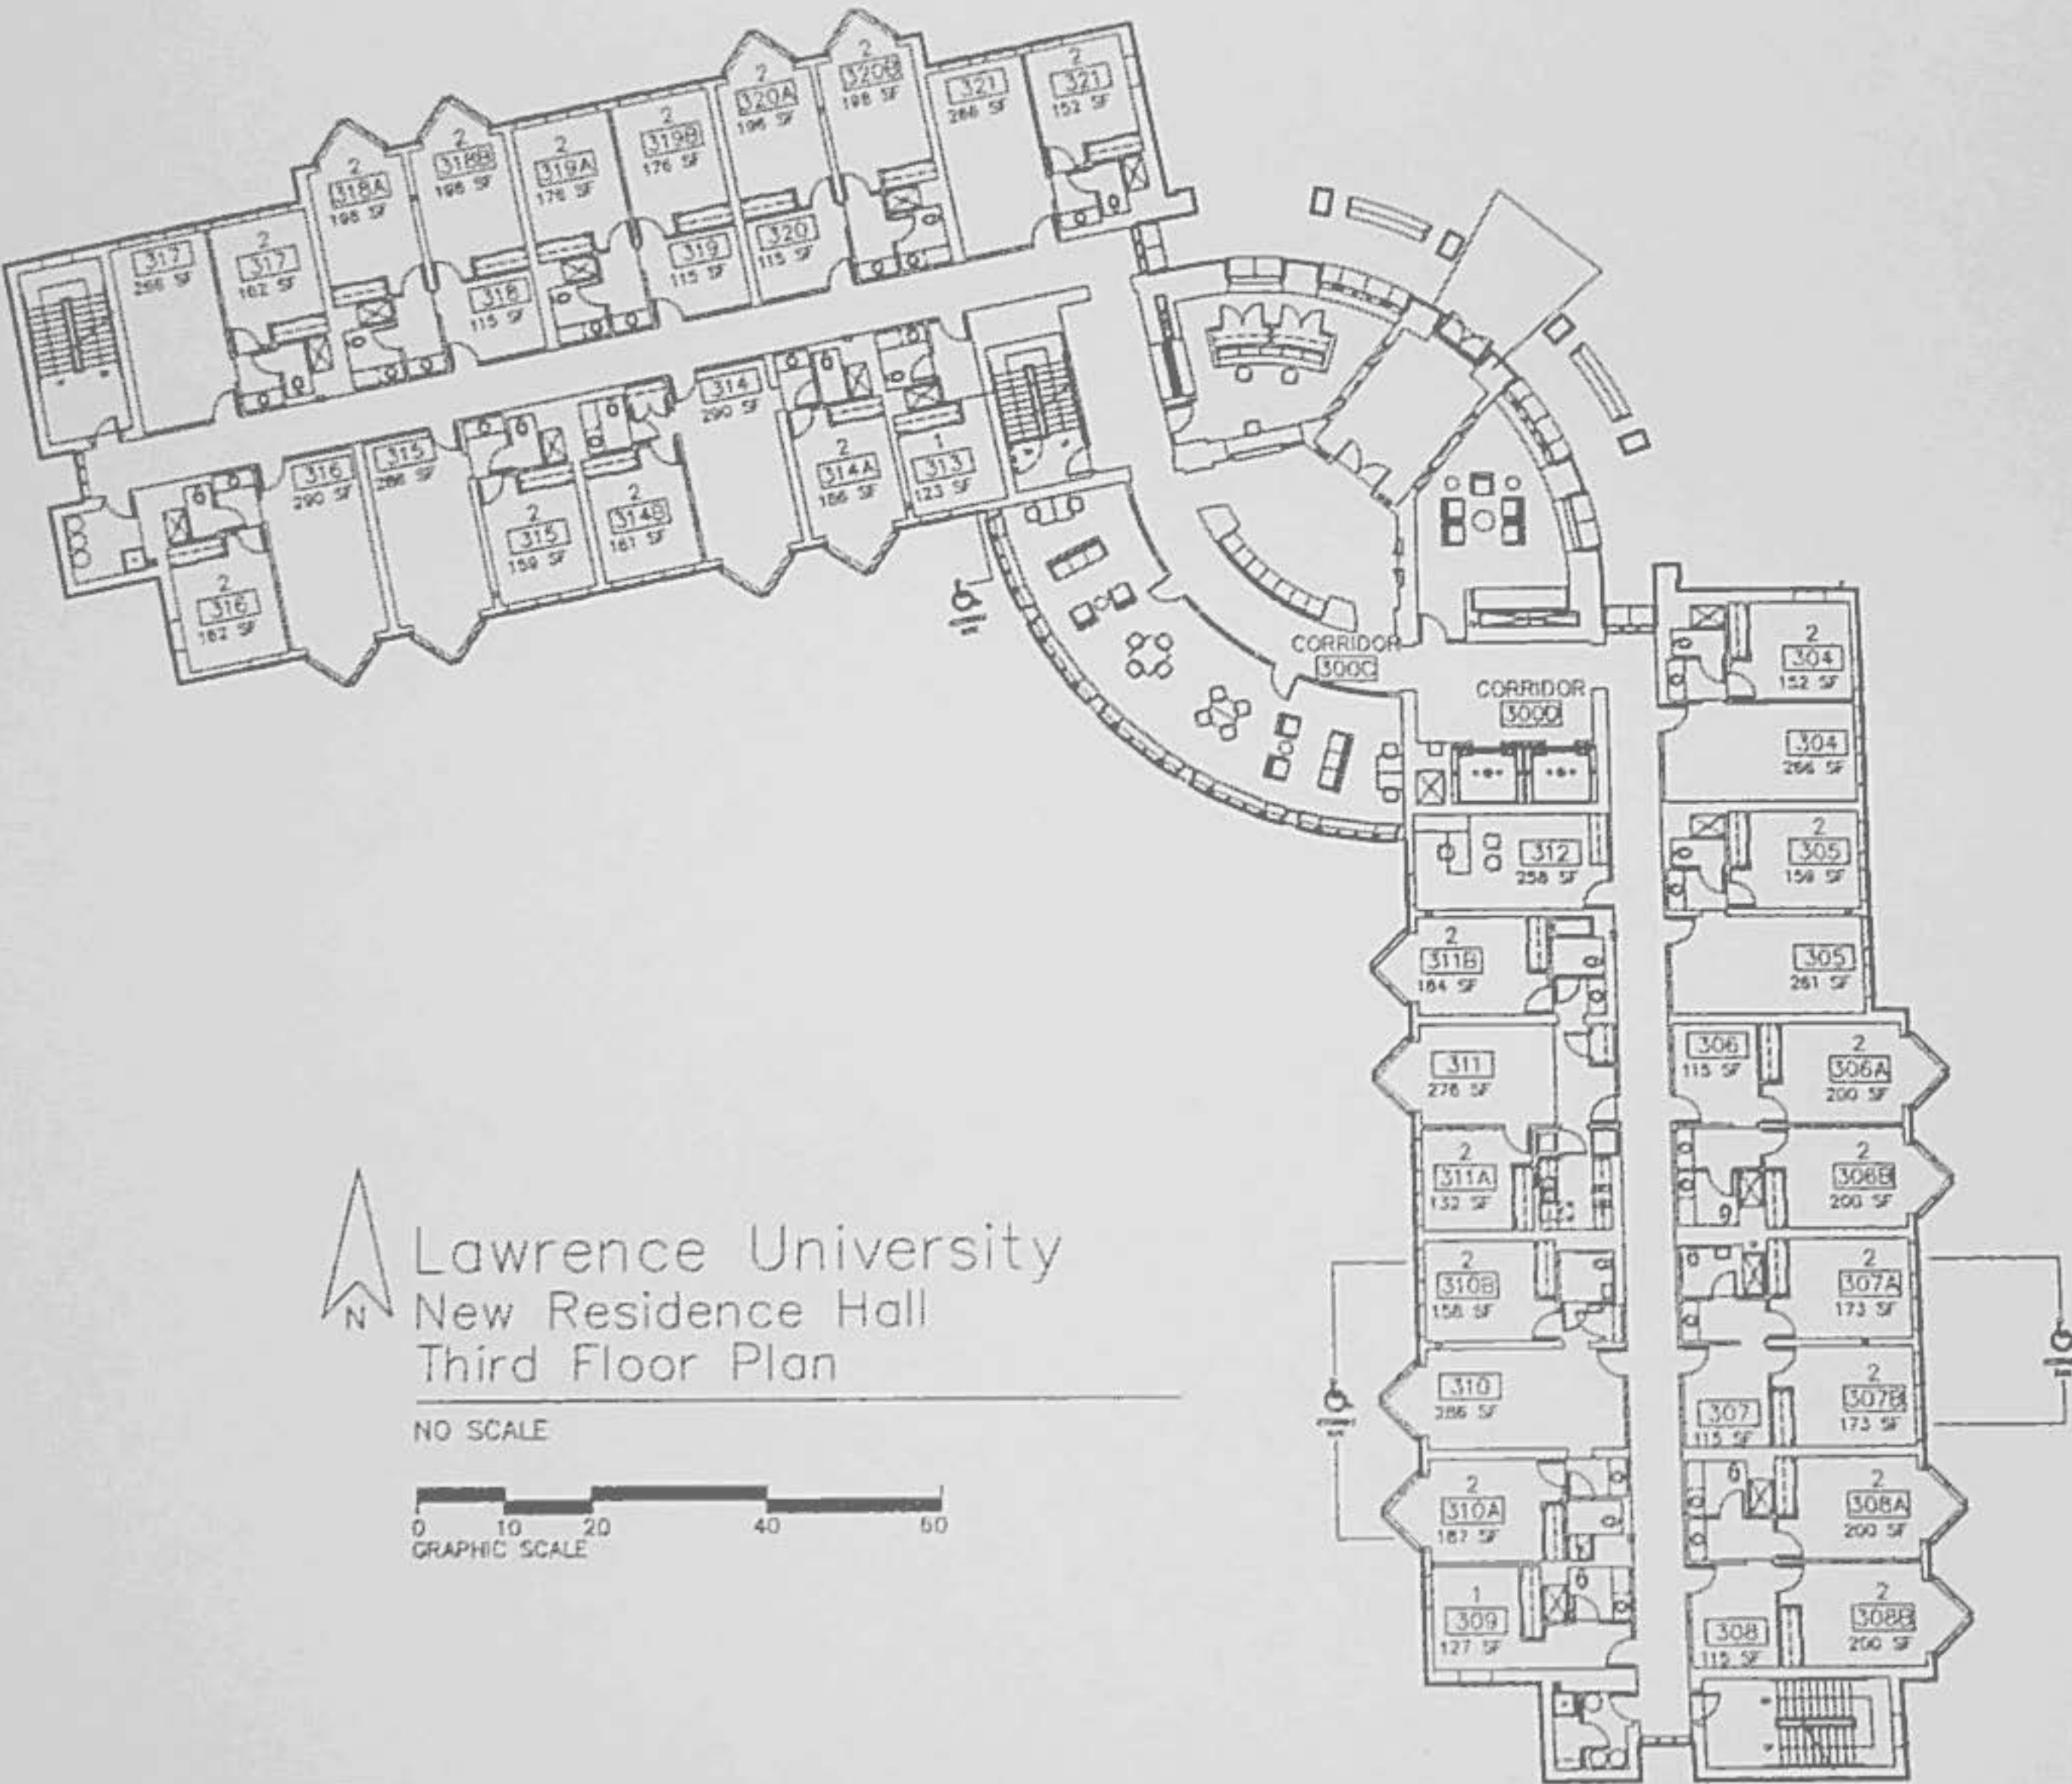 2
320B
198 SF
2
320A
196 SF
321
266 SF
2
321
152 SF
2
319B
176 SF
2
319A
176 SF
2
318B
198 SF
2
318A
198 SF
317
266 SF
2
317
162 SF
318
115 SF
319
115 SF
320
115 SF
316
290 SF
315
286 SF
314
290 SF
2
314A
186 SF
1
313
123 SF
2
316
162 SF
2
315
159 SF
2
314B
161 SF
CORRIDOR
300C
CORRIDOR
300D
2
304
152 SF
304
266 SF
2
305
159 SF
305
261 SF
312
258 SF
2
311B
184 SF
311
276 SF
2
311A
132 SF
306
115 SF
2
306A
200 SF
2
306B
200 SF
2
310B
158 SF
310
286 SF
2
310A
187 SF
1
309
127 SF
2
307A
173 SF
307
115 SF
2
307B
173 SF
2
308A
200 SF
308
115 SF
2
308B
200 SF
N
Lawrence University
New Residence Hall
Third Floor Plan
NO SCALE
0 10 20 40 60
GRAPHIC SCALE